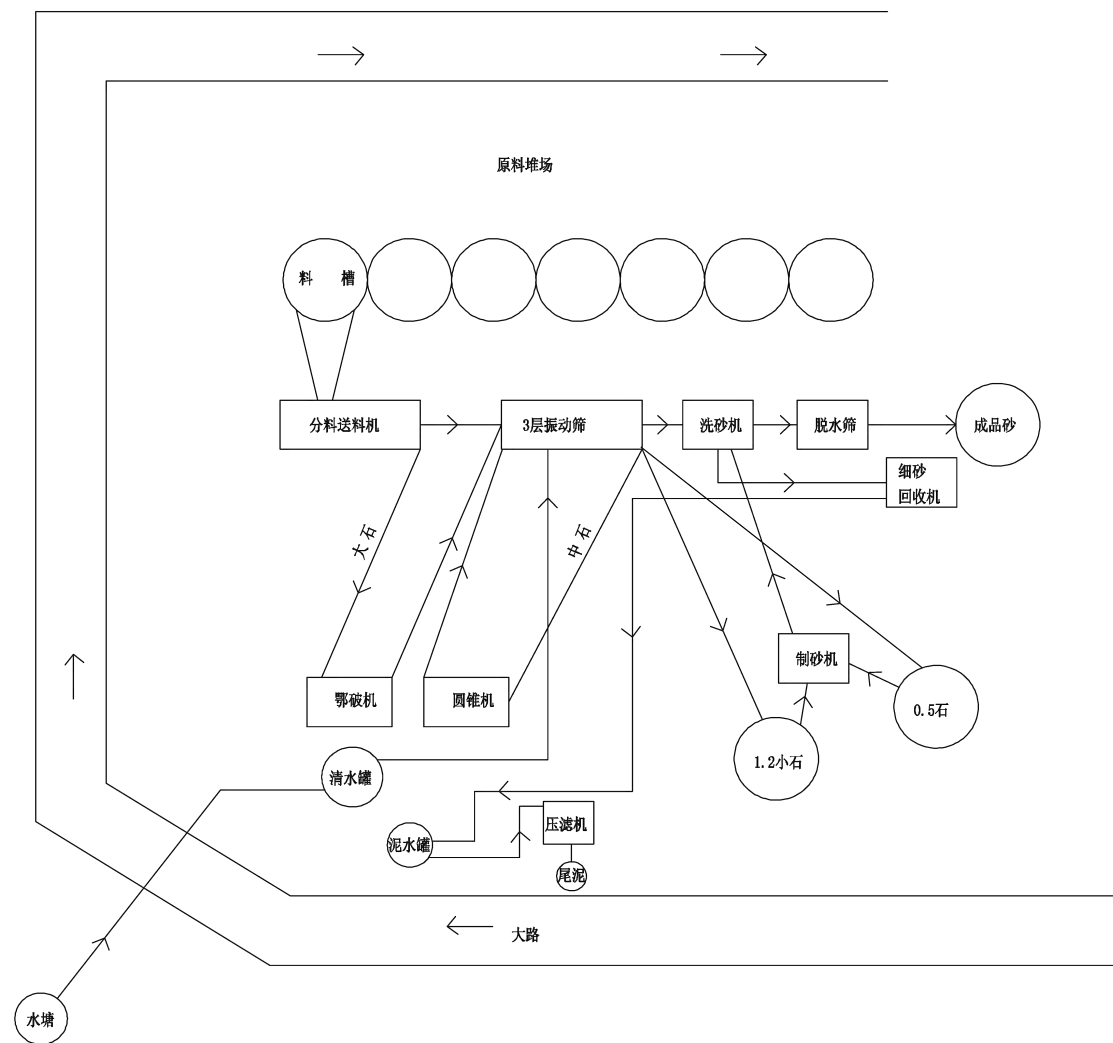 原料堆场
料 槽
分料送料机
3层振动筛
洗砂机
脱水筛
成品砂
细砂
回收机
大石
中石
制砂机
鄂破机
圆锥机
0.5石
1.2小石
清水罐
压滤机
泥水罐
尾泥
大路
水塘